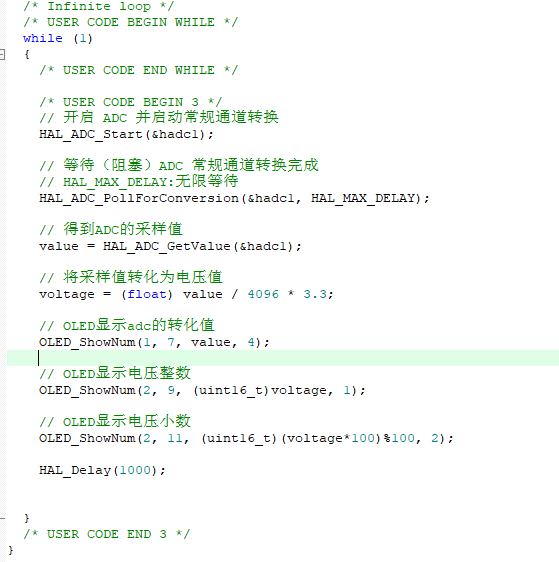 /* Infinite loop */
/* USER CODE BEGIN WHILE */
while (1)
{
/* USER CODE END WHILE */
/* USER CODE BEGIN 3 */
// 开启 ADC 并启动常规通道转换
HAL_ADC_Start(&hadc1);
// 等待（阻塞）ADC 常规通道转换完成
// HAL_MAX_DELAY:无限等待
HAL_ADC_PollForConversion(&hadc1, HAL_MAX_DELAY);
// 得到ADC的采样值
value = HAL_ADC_GetValue(&hadc1);
// 将采样值转化为电压值
voltage = (float) value / 4096 * 3.3;
// OLED显示adc的转化值
OLED_ShowNum(1, 7, value, 4);
// OLED显示电压整数
OLED_ShowNum(2, 9, (uint16_t)voltage, 1);
// OLED显示电压小数
OLED_ShowNum(2, 11, (uint16_t)(voltage*100)%100, 2);
HAL_Delay(1000);
}
/* USER CODE END 3 */
}